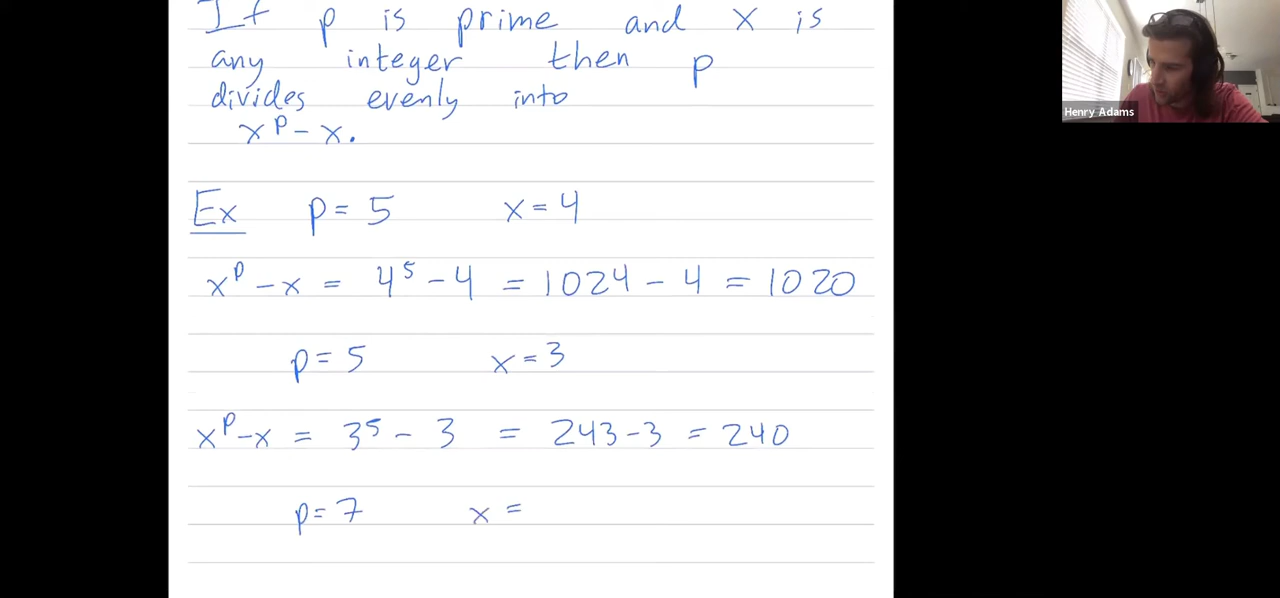 If p is prime and x is
any integer then p
divides evenly into
x^p - x.
Ex p = 5 x = 4
x^p - x = 4^5 - 4 = 1024 - 4 = 1020
p = 5 x = 3
x^p - x = 3^5 - 3 = 243 - 3 = 240
p = 7 x =
Henry Adams